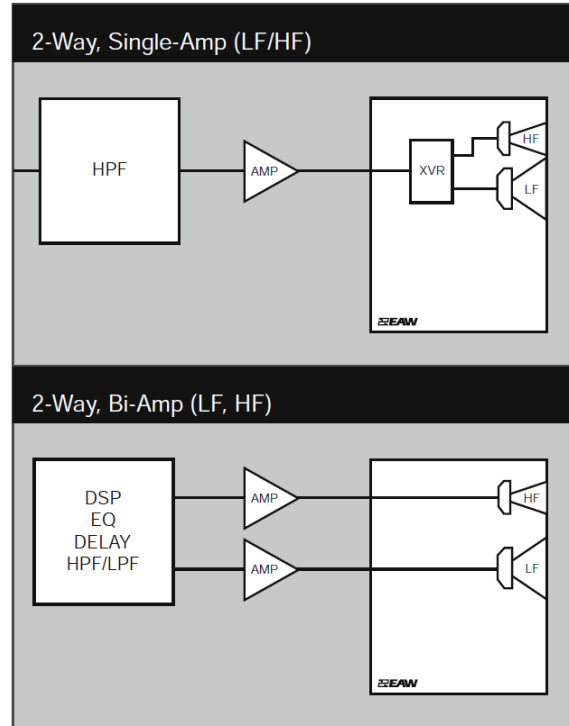 2-Way, Single-Amp (LF/HF)
HPF
AMP
XVR
HF
LF
EAW
2-Way, Bi-Amp (LF, HF)
DSP
EQ
DELAY
HPF/LPF
AMP
AMP
HF
LF
EAW